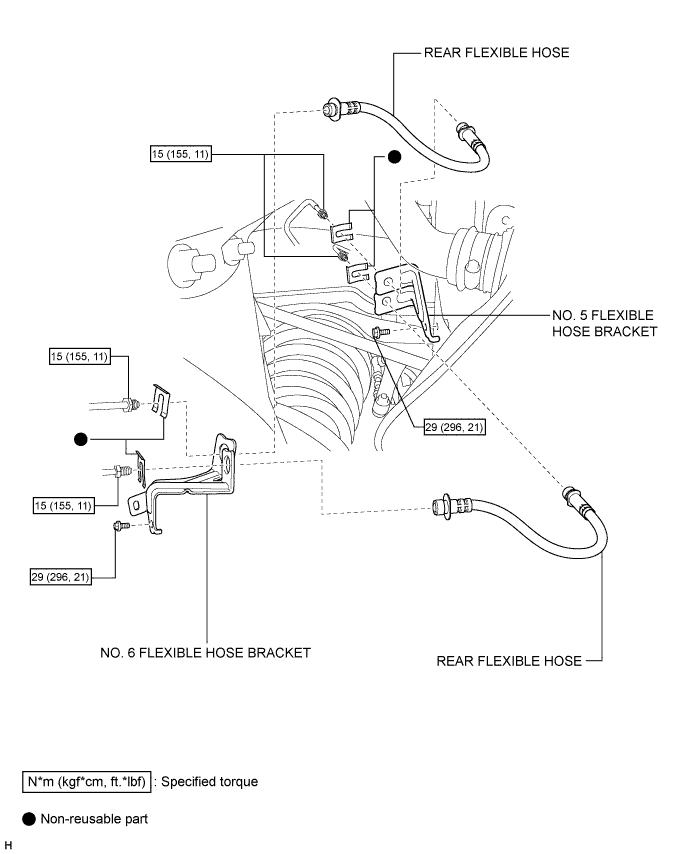 REAR FLEXIBLE HOSE
15 (155, 11)
NO. 5 FLEXIBLE
HOSE BRACKET
15 (155, 11)
29 (296, 21)
15 (155, 11)
29 (296, 21)
NO. 6 FLEXIBLE HOSE BRACKET
REAR FLEXIBLE HOSE
N*m (kgf*cm, ft.*lbf) : Specified torque
Non-reusable part
H